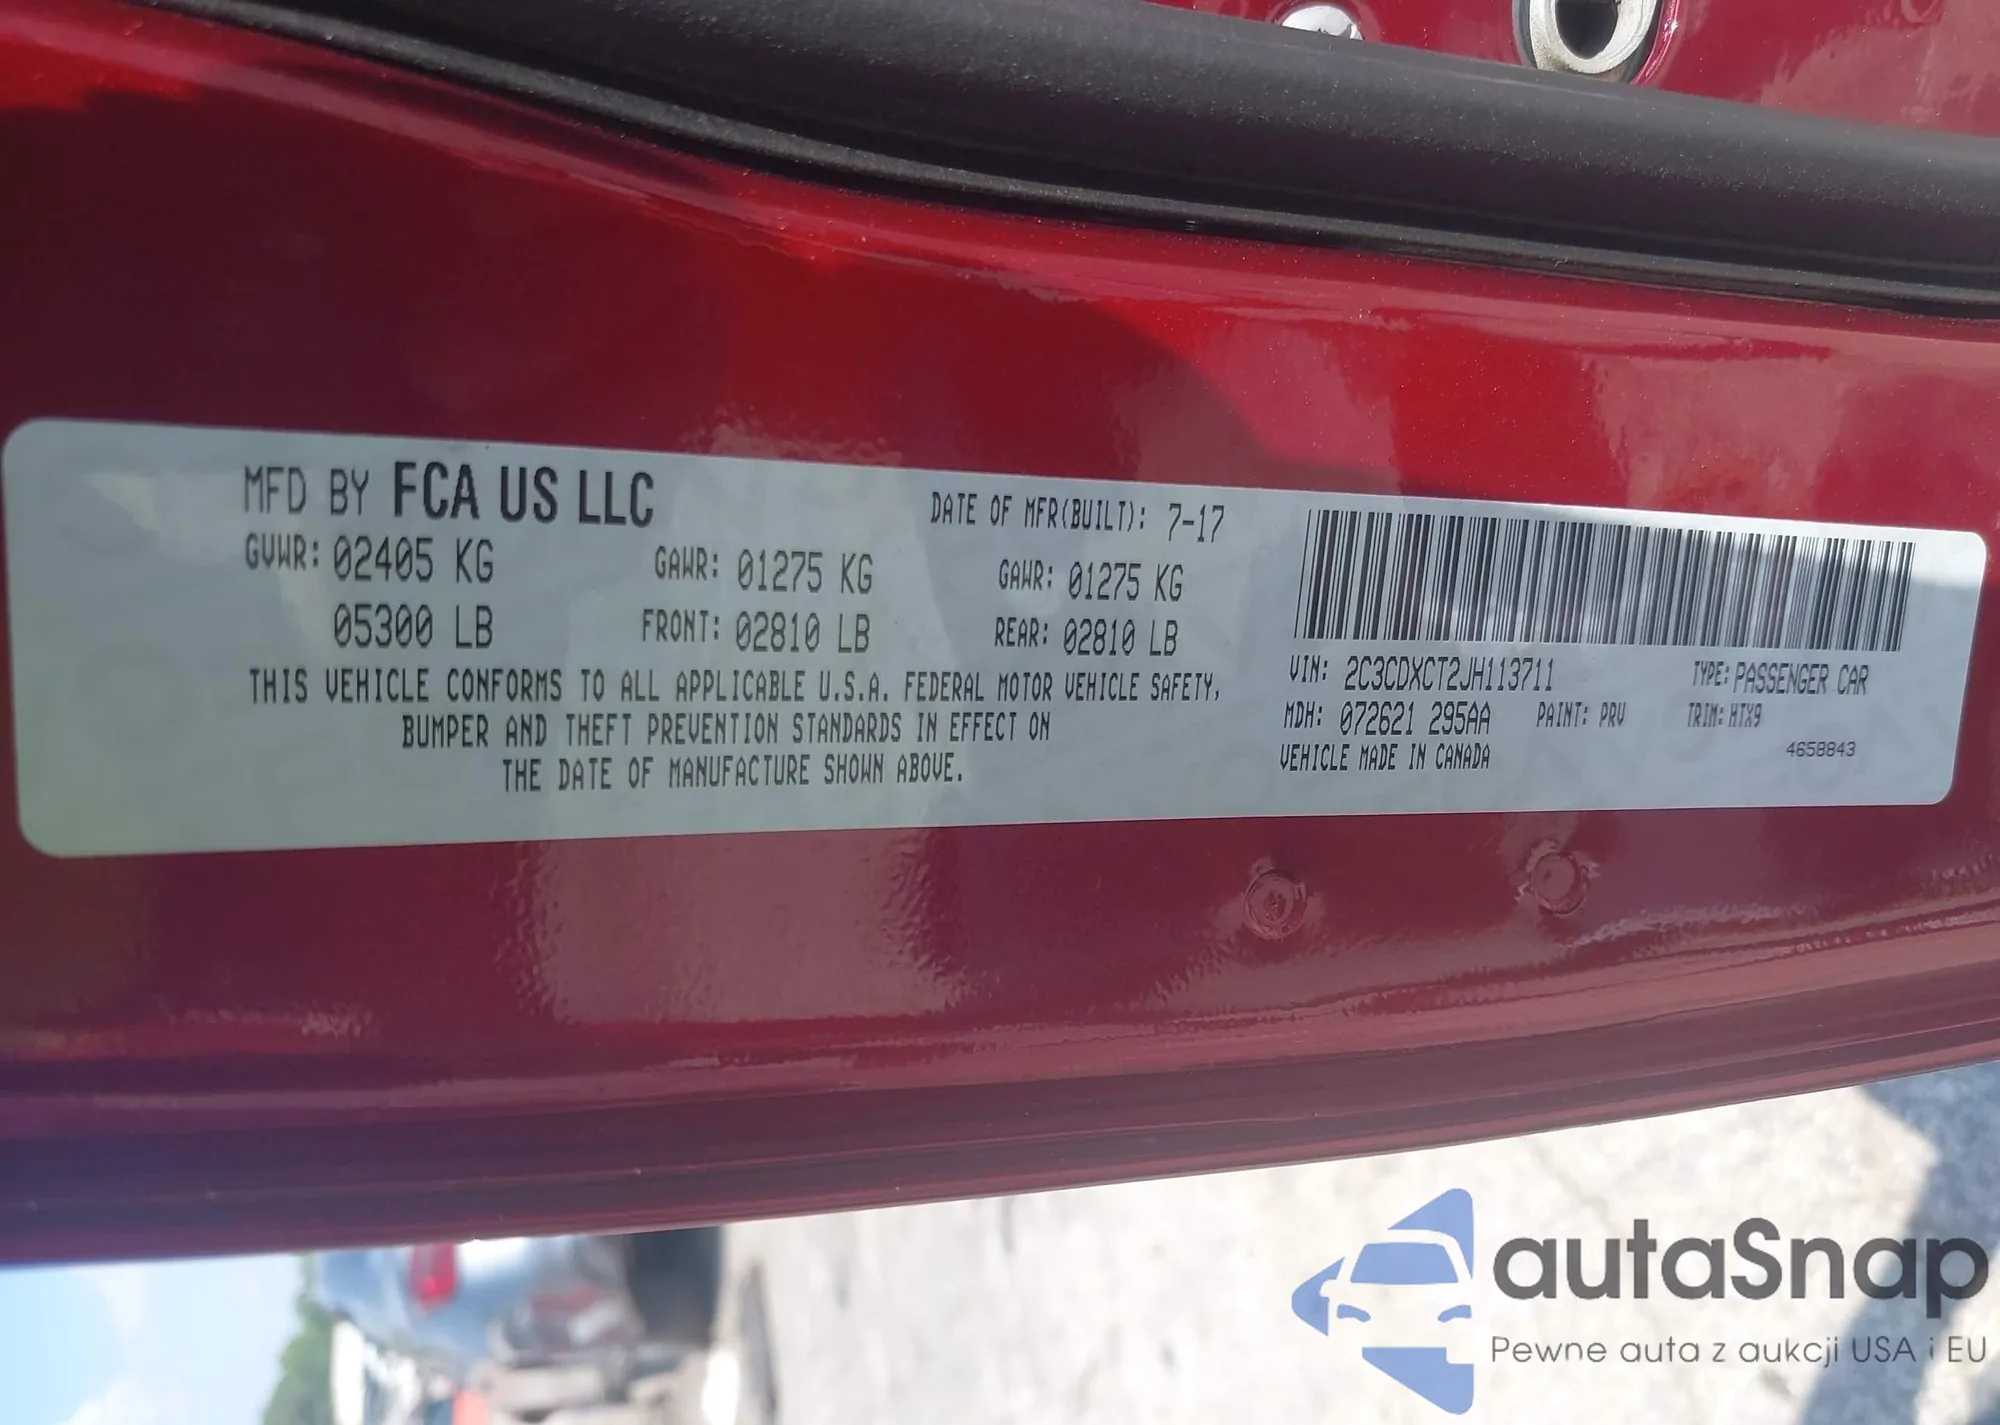 MFD BY FCA US LLC
DATE OF MFR(BUILT): 7-17
GVWR: 02405 KG
GAWR: 01275 KG
GAWR: 01275 KG
05300 LB
FRONT: 02810 LB
REAR: 02810 LB
THIS VEHICLE CONFORMS TO ALL APPLICABLE U.S.A. FEDERAL MOTOR VEHICLE SAFETY,
BUMPER AND THEFT PREVENTION STANDARDS IN EFFECT ON
THE DATE OF MANUFACTURE SHOWN ABOVE.
VIN: 2C3CDXCT2JH113711
TYPE: PASSENGER CAR
MDH: 072621 295AA
PAINT: PRV
TRIM: HTX9
VEHICLE MADE IN CANADA
4658843
autaSnap
Pewne auta z aukcji USA i EU